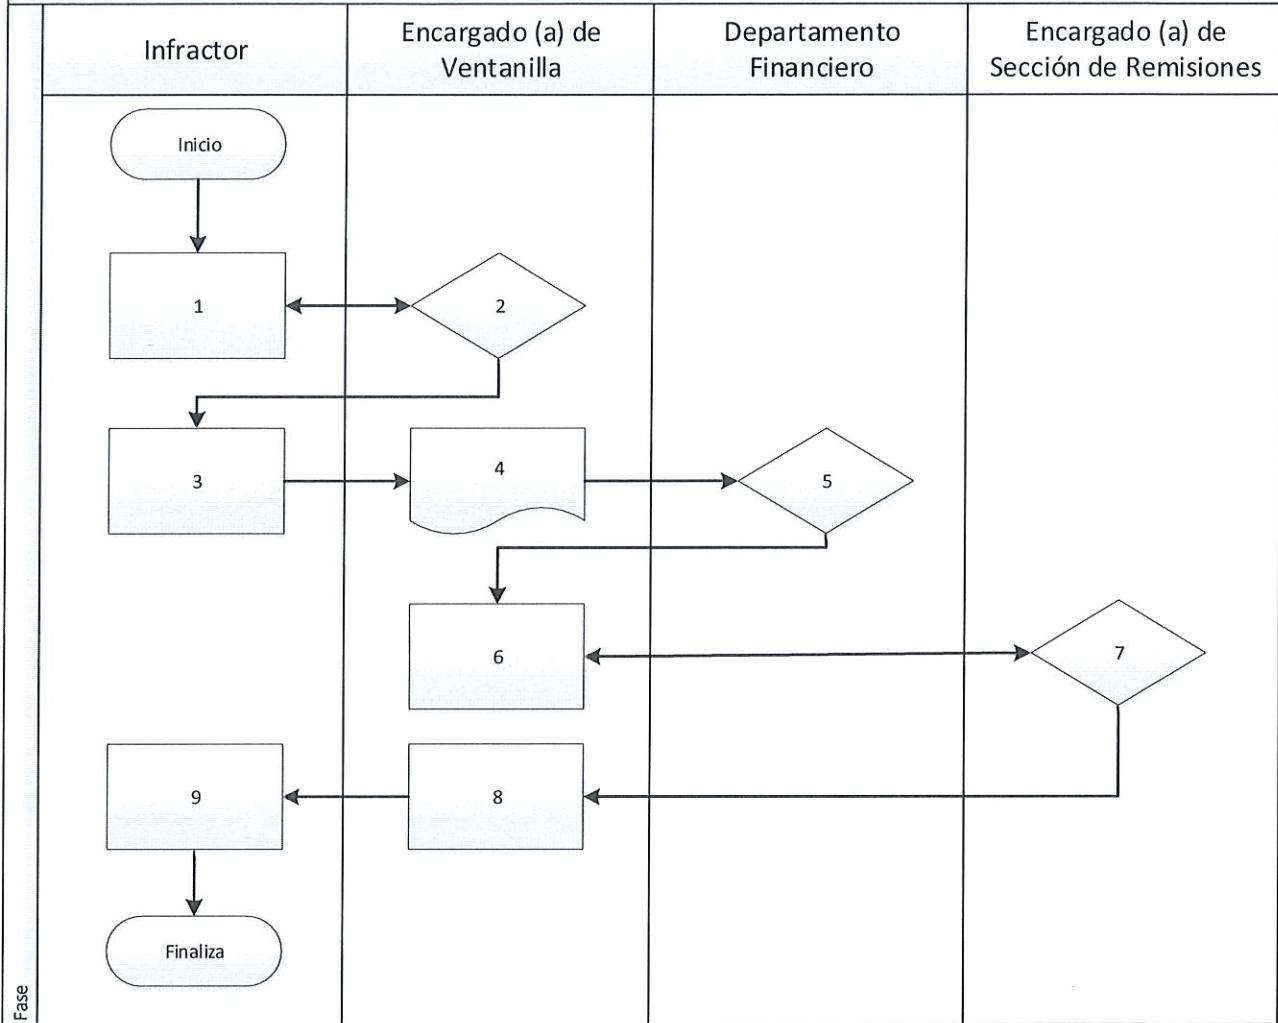 Infractor
Encargado (a) de
Ventanilla
Departamento
Financiero
Encargado (a) de
Sección de Remisiones
Inicio
1
2
3
4
5
6
7
9
8
Finaliza
Fase